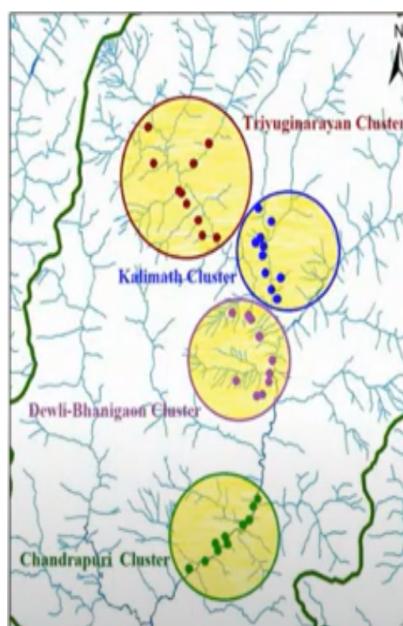 N
Triyuginarayan Cluster
Kalimath Cluster
Dewli-Bhanigaon Cluster
Chandrapuri Cluster